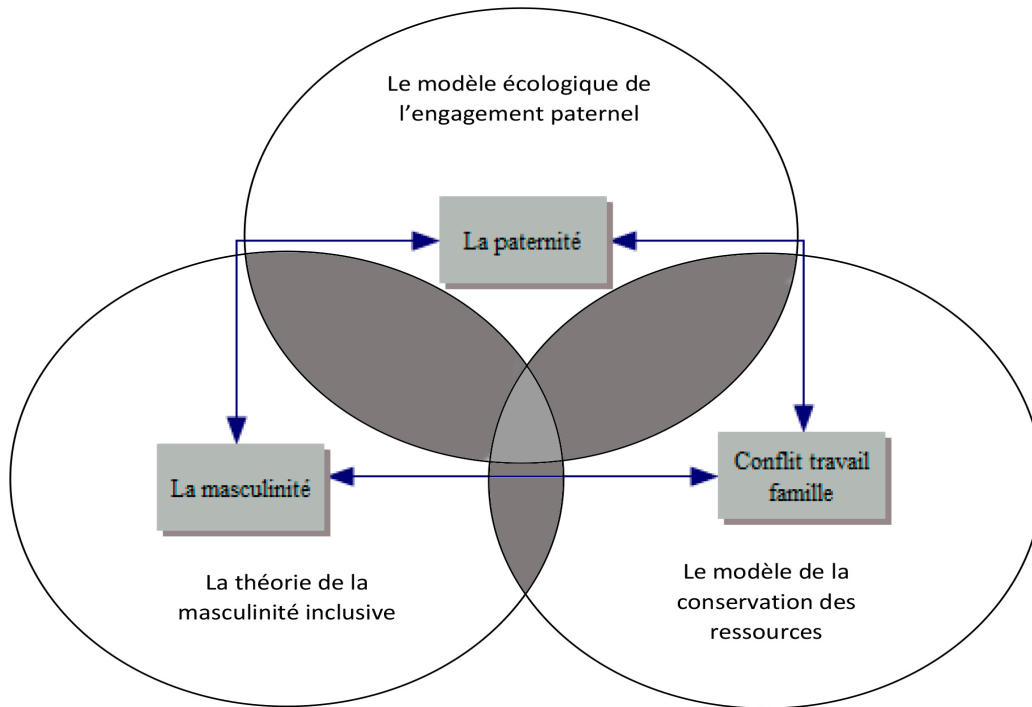 Le modèle écologique de
l’engagement paternel
La paternité
La masculinité
Conflit travail
famille
La théorie de la
masculinité inclusive
Le modèle de la
conservation des
ressources